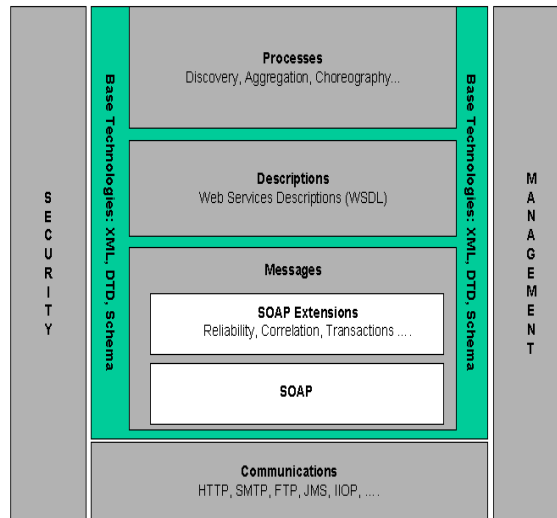 SECURITY
Base Technologies: XML, DTD, Schema
Processes
Discovery, Aggregation, Choreography...
Descriptions
Web Services Descriptions (WSDL)
Messages
SOAP Extensions
Reliability, Correlation, Transactions ....
SOAP
Base Technologies: XML, DTD, Schema
MANAGEMENT
Communications
HTTP, SMTP, FTP, JMS, IIOP, ....